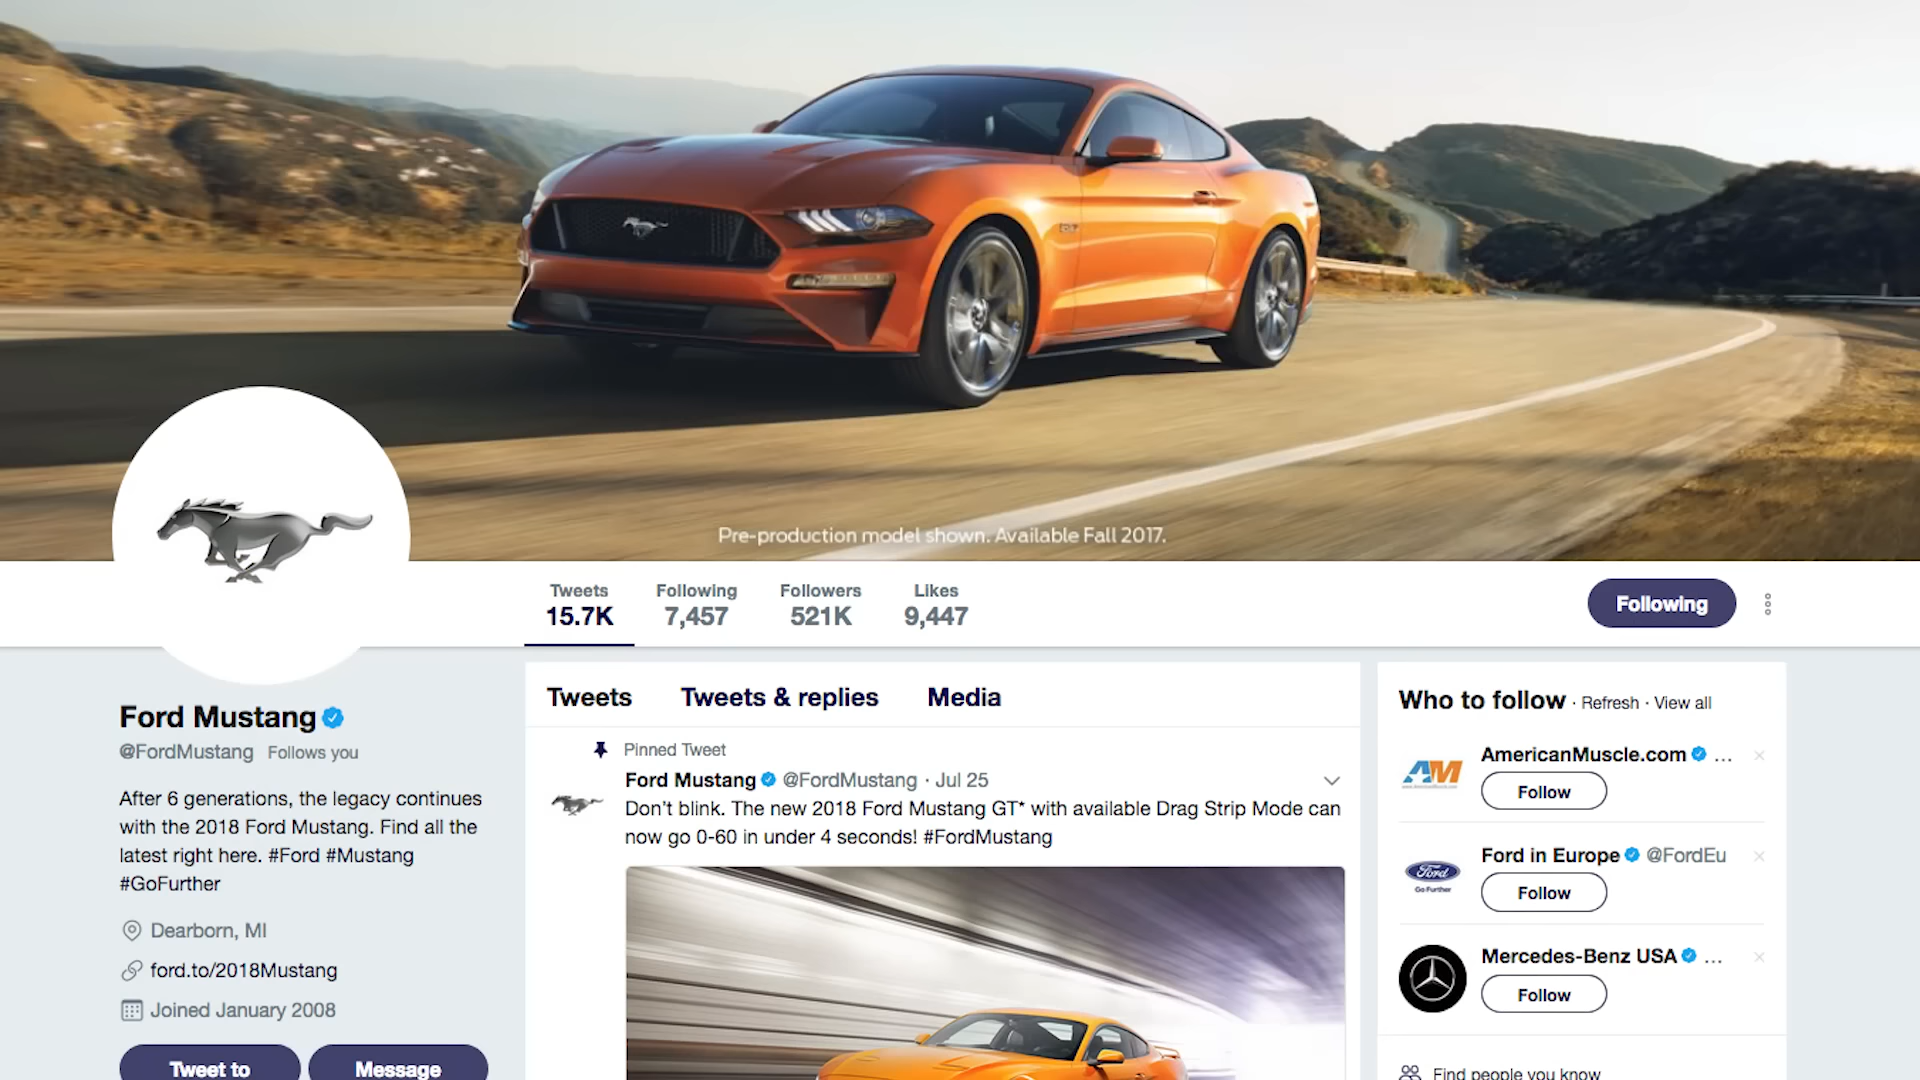 Pre-production model shown. Available Fall 2017.
Tweets
15.7K
Following
7,457
Followers
521K
Likes
9,447
Following
Ford Mustang
@FordMustang Follows you
After 6 generations, the legacy continues
with the 2018 Ford Mustang. Find all the
latest right here. #Ford #Mustang
#GoFurther
Dearborn, MI
ford.to/2018Mustang
Joined January 2008
Tweet to
Message
Tweets
Tweets & replies
Media
Pinned Tweet
Ford Mustang @FordMustang · Jul 25
Don't blink. The new 2018 Ford Mustang GT* with available Drag Strip Mode can
now go 0-60 in under 4 seconds! #FordMustang
Who to follow · Refresh · View all
AM
AmericanMuscle.com ...
Follow
Ford
Go Further
Ford in Europe @FordEu
Follow
Mercedes-Benz USA ...
Follow
Find people you know